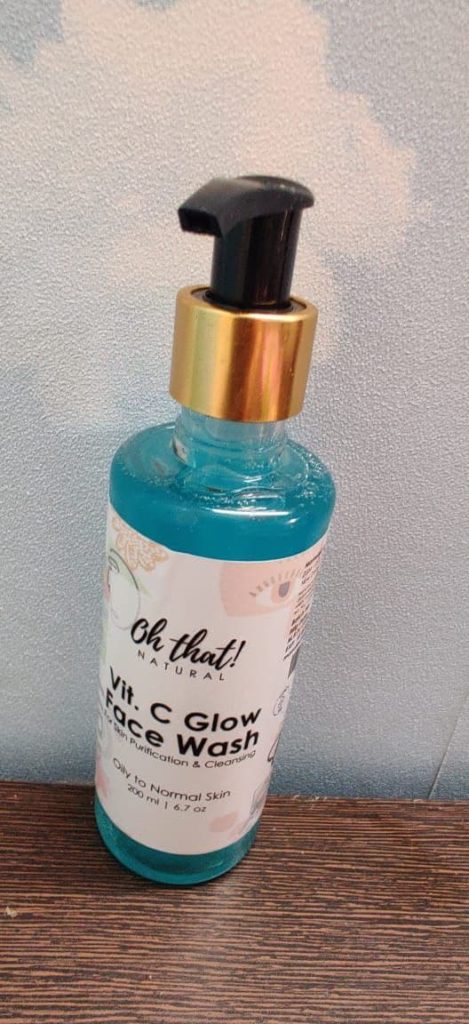 Oh that!
NATURAL
Vit. C Glow
Face Wash
For Skin Purification & Cleansing
Oily to Normal Skin
200 ml | 6.7 oz